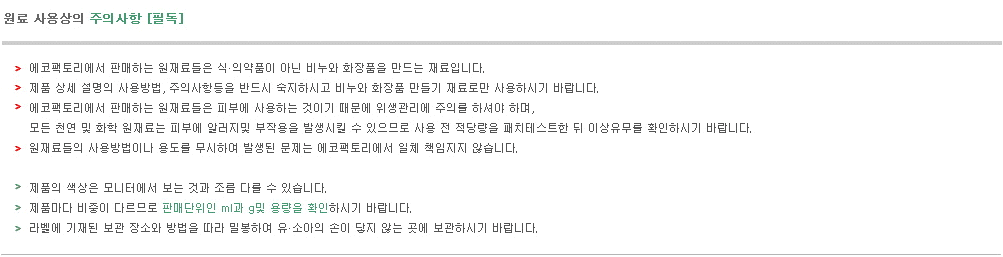 원료 사용상의 주의사항 [필독]
> 에코팩토리에서 판매하는 원재료들은 식·의약품이 아닌 비누와 화장품을 만드는 재료입니다.
> 제품 상세 설명의 사용방법, 주의사항등을 반드시 숙지하시고 비누와 화장품 만들기 재료로만 사용하시기 바랍니다.
> 에코팩토리에서 판매하는 원재료들은 피부에 사용하는 것이기 때문에 위생관리에 주의를 하셔야 하며,
모든 천연 및 화학 원재료는 피부에 알러지및 부작용을 발생시킬 수 있으므로 사용 전 적당량을 패치테스트한 뒤 이상유무를 확인하시기 바랍니다.
> 원재료들의 사용방법이나 용도를 무시하여 발생된 문제는 에코팩토리에서 일체 책임지지 않습니다.
> 제품의 색상은 모니터에서 보는 것과 조름 다를 수 있습니다.
> 제품마다 비중이 다르므로 판매단위인 ml과 g및 용량을 확인하시기 바랍니다.
> 라벨에 기재된 보관 장소와 방법을 따라 밀봉하여 유·소아의 손이 닿지 않는 곳에 보관하시기 바랍니다.